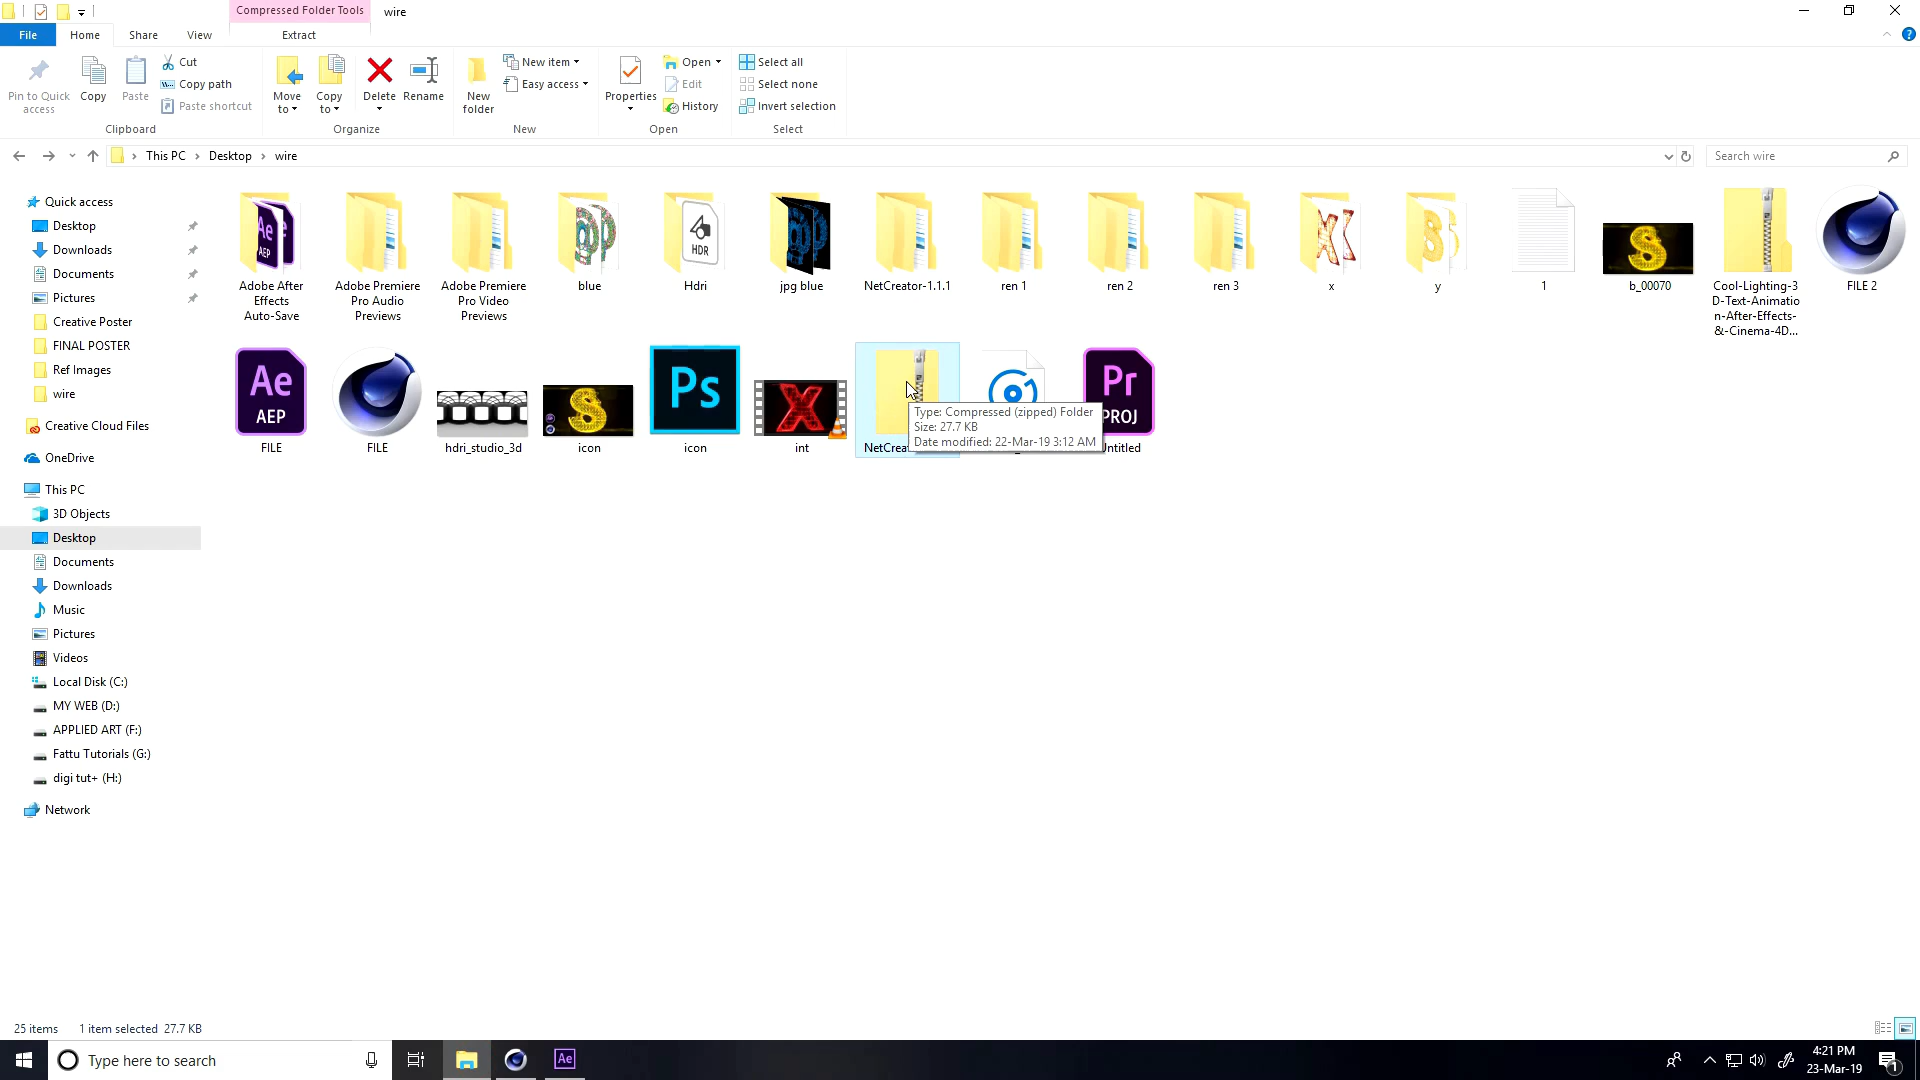 Compressed Folder Tools
wire
File
Home
Share
View
Extract
Pin to Quick
access
Copy
Paste
Cut
Copy path
Paste shortcut
Clipboard
Move
to
Copy
to
Delete
Rename
Organize
New
folder
New item
Easy access
New
Properties
Open
Edit
History
Open
Select all
Select none
Invert selection
Select
This PC
Desktop
wire
Search wire
Quick access
Desktop
Downloads
Documents
Pictures
Creative Poster
FINAL POSTER
Ref Images
wire
Creative Cloud Files
OneDrive
This PC
3D Objects
Desktop
Documents
Downloads
Music
Pictures
Videos
Local Disk (C:)
MY WEB (D:)
APPLIED ART (F:)
Fattu Tutorials (G:)
digi tut+ (H:)
Network
Ae
AEP
Adobe After
Effects
Auto-Save
Adobe Premiere
Pro Audio
Previews
Adobe Premiere
Pro Video
Previews
blue
HDR
Hdri
jpg blue
NetCreator-1.1.1
ren 1
ren 2
ren 3
x
y
1
S
b_00070
Cool-Lighting-3
D-Text-Animatio
n-After-Effects-
&-Cinema-4D...
FILE 2
Ae
AEP
FILE
FILE
hdri_studio_3d
S
icon
Ps
icon
X
int
Type: Compressed (zipped) Folder
Size: 27.7 KB
Date modified: 22-Mar-19 3:12 AM
Pr
25 items
1 item selected 27.7 KB
Type here to search
Ae
4:21 PM
23-Mar-19
1